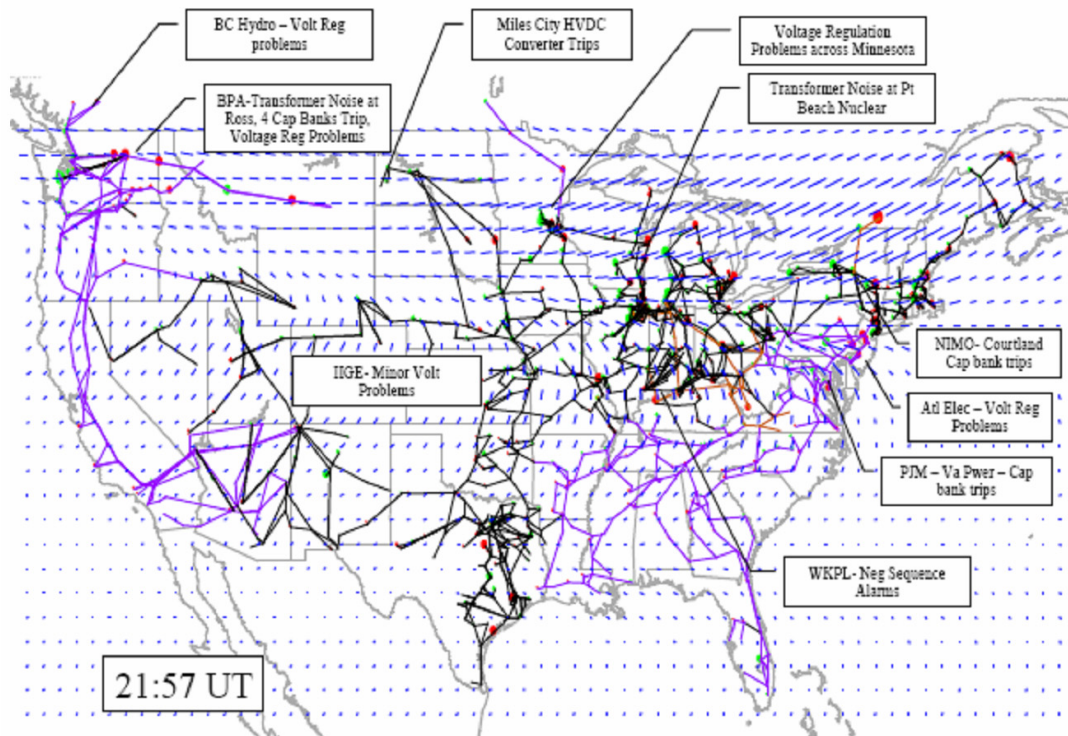 BC Hydro – Volt Reg
problems
Miles City HVDC
Converter Trips
Voltage Regulation
Problems across Minnesota
BPA-Transformer Noise at
Ross, 4 Cap Banks Trip,
Voltage Reg Problems
Transformer Noise at Pt
Beach Nuclear
IIGE- Minor Volt
Problems
NIMO- Courtland
Cap bank trips
Atl Elec – Volt Reg
Problems
PJM – Va Pwer – Cap
bank trips
WKPL- Neg Sequence
Alarms
21:57 UT